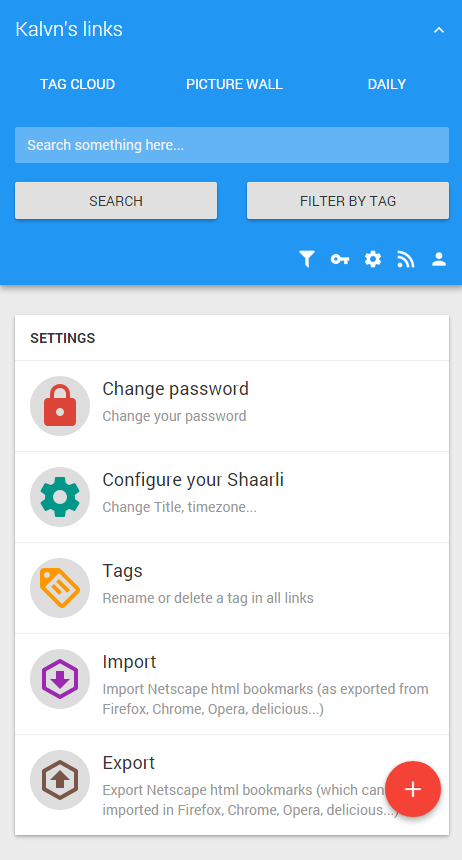 Kalvn's links
TAG CLOUD
PICTURE WALL
DAILY
Search something here...
SEARCH
FILTER BY TAG
SETTINGS
Change password
Change your password
Configure your Shaarli
Change Title, timezone...
Tags
Rename or delete a tag in all links
Import
Import Netscape html bookmarks (as exported from
Firefox, Chrome, Opera, delicious...)
Export
Export Netscape html bookmarks (which can
imported in Firefox, Chrome, Opera, delicious...)